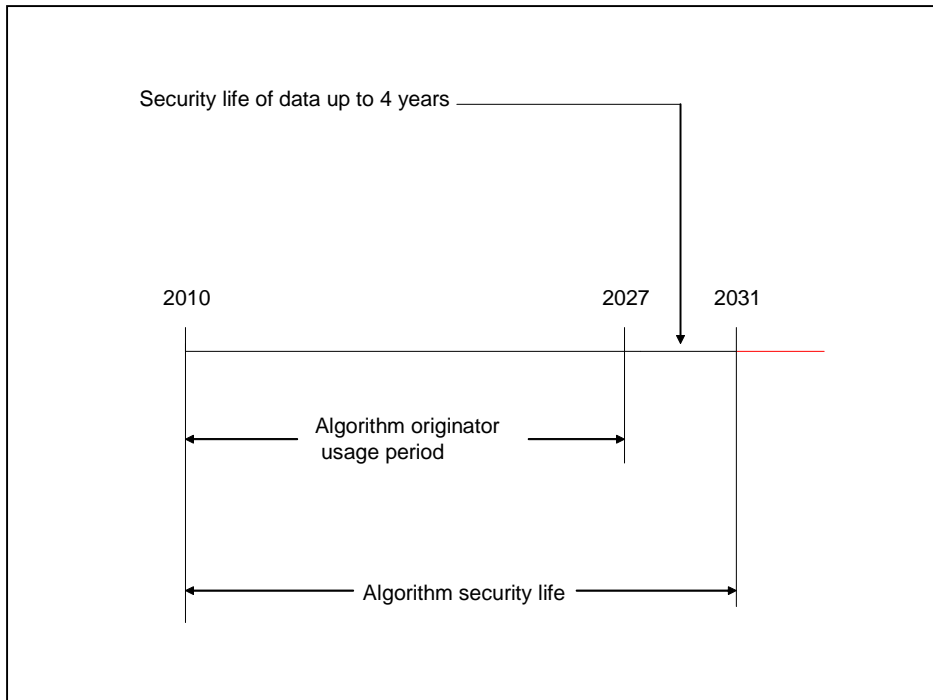 Security life of data up to 4 years
2010
2027
2031
Algorithm originator
usage period
Algorithm security life